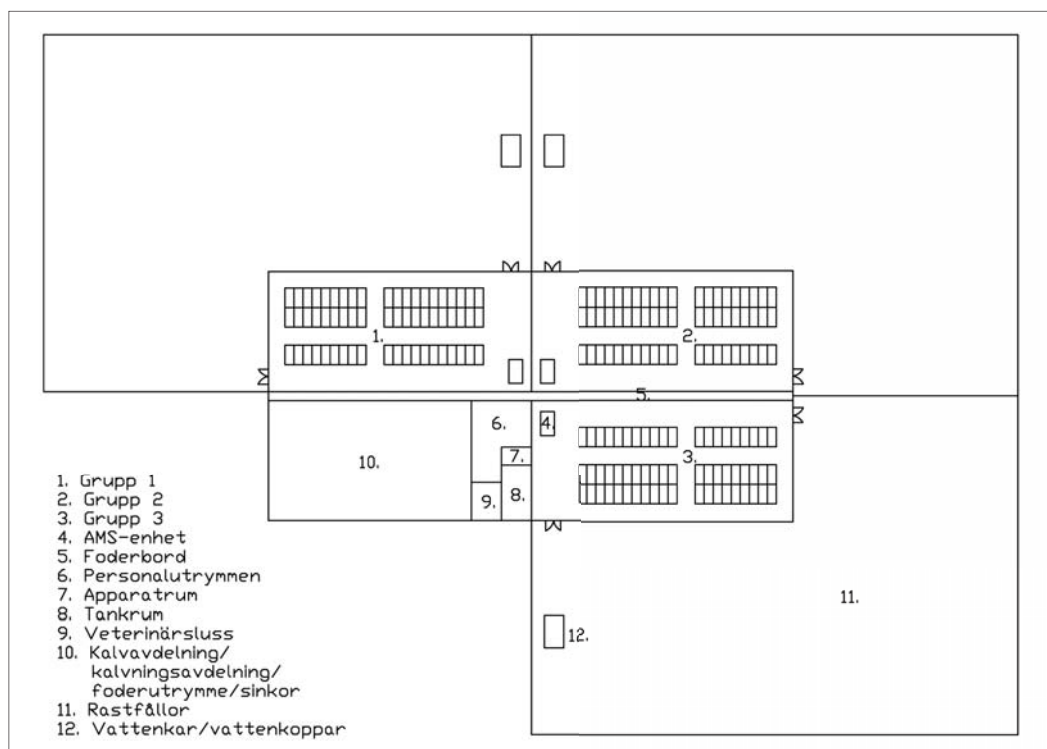 1.
2.
5.
4.
6.
3.
7.
10.
9.
8.
1. Grupp 1
2. Grupp 2
3. Grupp 3
4. AMS-enhet
5. Foderbord
6. Personalutrymmen
7. Apparatrum
8. Tankrum
9. Veterinärsluss
10. Kalvavdelning/
kalvningsavdelning/
foderutrymme/sinkor
11. Rastfållor
12. Vattenkar/vattenkoppar
11.
12.